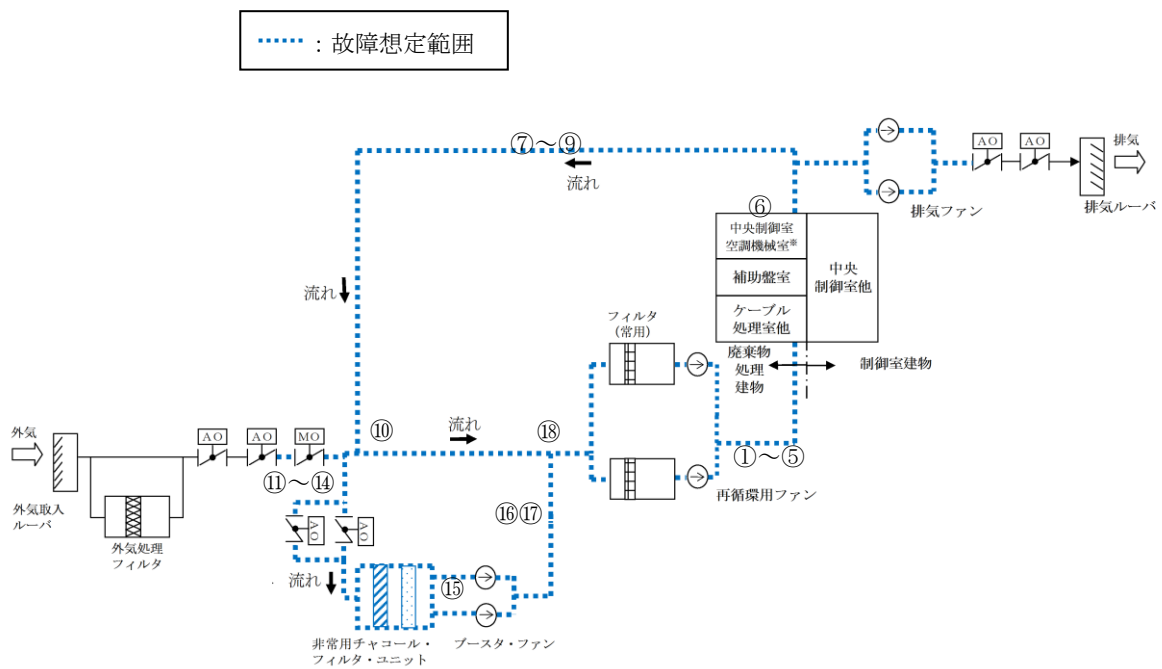 ：故障想定範囲
⑦～⑨
流れ
AO
AO
排気
排気ファン
排気ルーバ
⑥
中央制御室
空調機械室※
補助盤室
ケーブル
処理室他
中央
制御室他
流れ
フィルタ
（常用）
廃棄物
処理
建物
制御室建物
外気
AO
AO
MO
⑩
流れ
⑱
①～⑤
再循環用ファン
⑪～⑭
外気取入
ルーバ
外気処理
フィルタ
AO
AO
⑯⑰
流れ
⑮
非常用チャコール・
フィルタ・ユニット
ブースタ・ファン